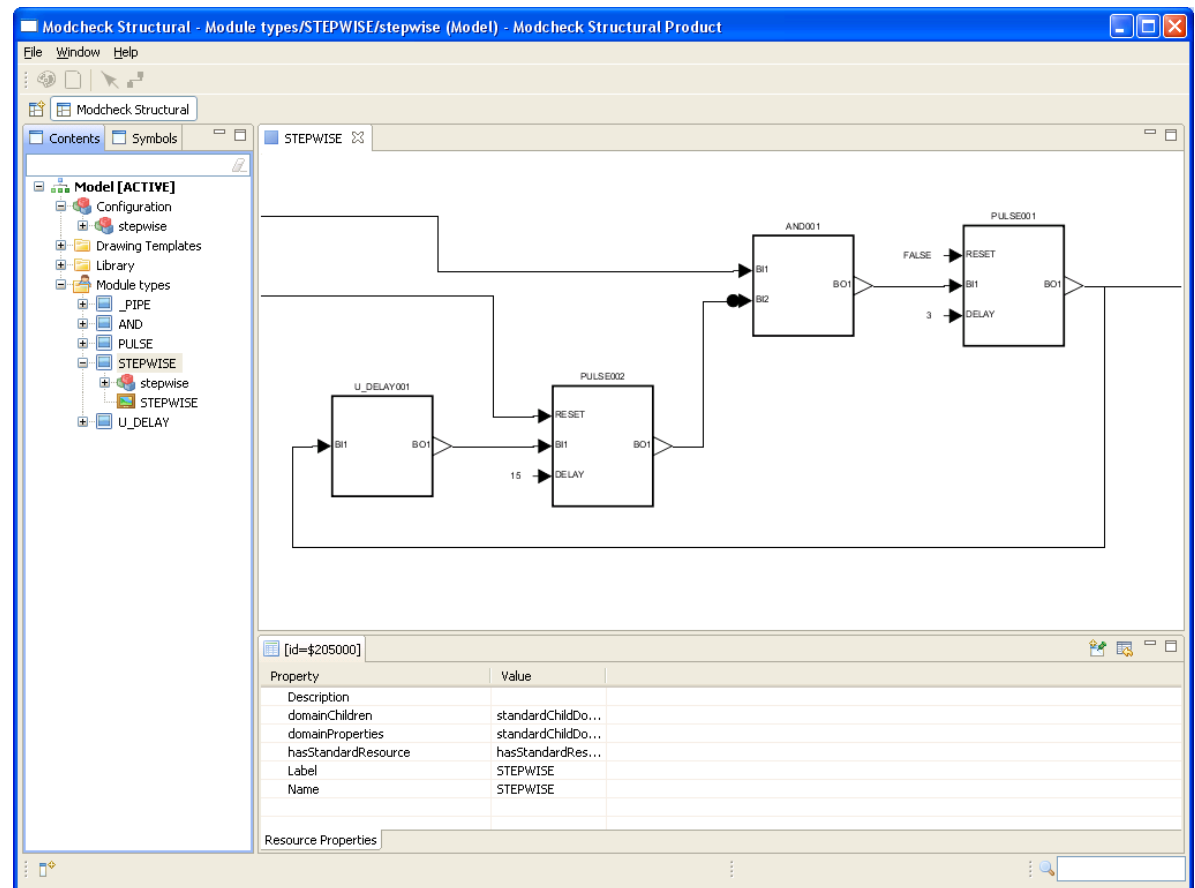 Modcheck Structural - Module types/STEPWISE/stepwise (Model) - Modcheck Structural Product
File Window Help
Modcheck Structural
Contents Symbols
STEPWISE
Model [ACTIVE]
Configuration
stepwise
Drawing Templates
Library
Module types
_PIPE
AND
PULSE
STEPWISE
stepwise
STEPWISE
U_DELAY
PULSE001
AND001
FALSE RESET
BI1
BO1 BI1 BO1
BI2
3 DELAY
PULSE002
U_DELAY001
RESET
BI1 BO1 BI1 BO1
15 DELAY
[id=$205000]
Property Value
Description
domainChildren standardChildDo...
domainProperties standardChildDo...
hasStandardResource hasStandardRes...
Label STEPWISE
Name STEPWISE
Resource Properties